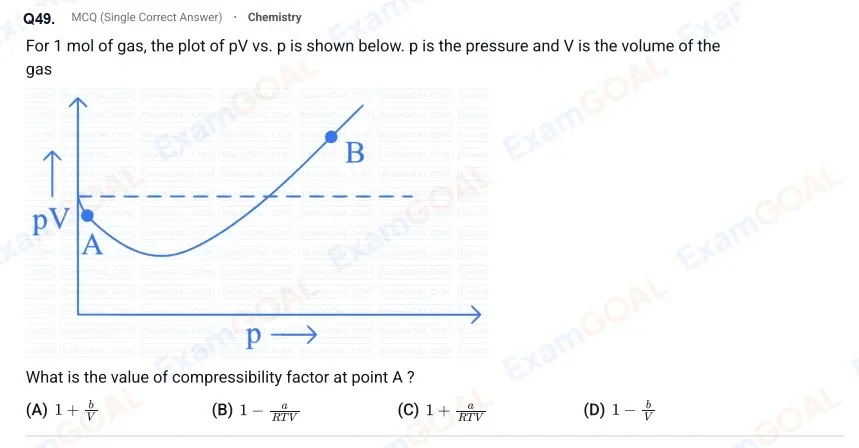 Q49. MCQ (Single Correct Answer) · Chemistry
For 1 mol of gas, the plot of pV vs. p is shown below. p is the pressure and V is the volume of the
gas
B
pV
A
p
What is the value of compressibility factor at point A ?
(A) 1 + b/V (B) 1 − a/RTV (C) 1 + a/RTV (D) 1 − b/V
ExamGOAL